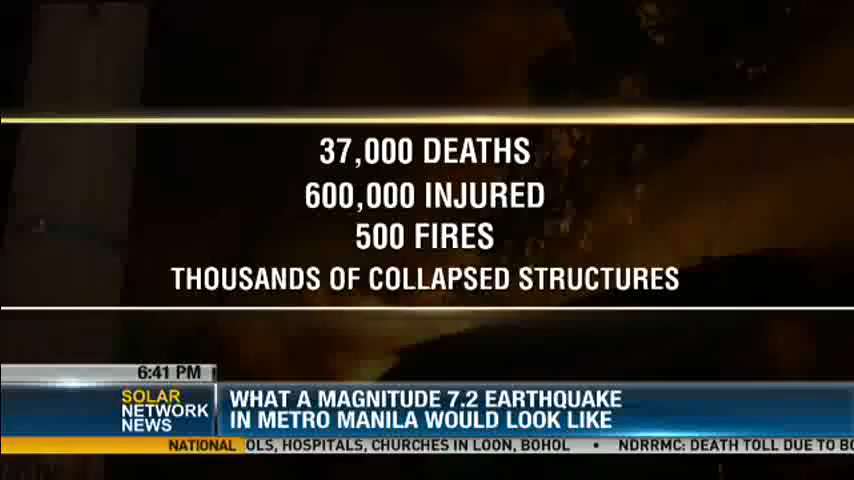 37,000 DEATHS
600,000 INJURED
500 FIRES
THOUSANDS OF COLLAPSED STRUCTURES
6:41 PM
SOLAR
NETWORK
NEWS
WHAT A MAGNITUDE 7.2 EARTHQUAKE
IN METRO MANILA WOULD LOOK LIKE
NATIONAL OLS, HOSPITALS, CHURCHES IN LOON, BOHOL • NDRRMC: DEATH TOLL DUE TO BO